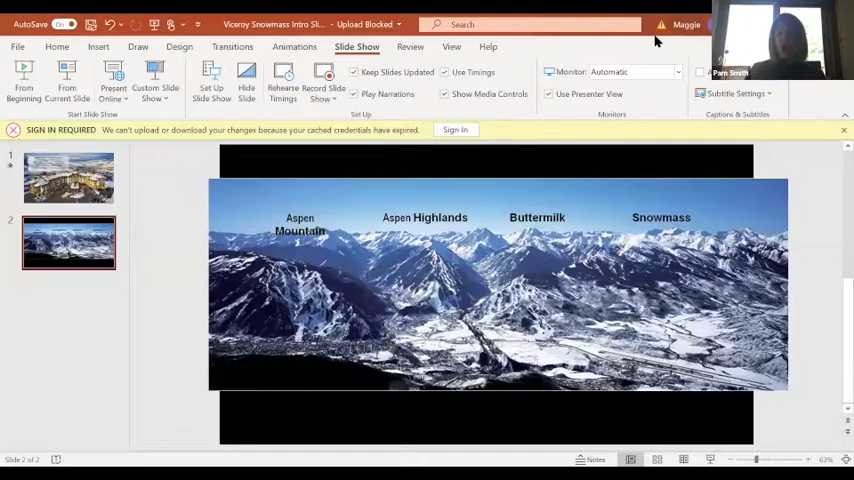 AutoSave On Viceroy Snowmass Intro Sli... - Upload Blocked Search Maggie
File Home Insert Draw Design Transitions Animations Slide Show Review View Help
Pam Smith
From Beginning
From Current Slide
Present Online
Custom Slide Show
Start Slide Show
Set Up Slide Show
Hide Slide
Rehearse Timings
Record Slide Show
Keep Slides Updated
Play Narrations
Use Timings
Show Media Controls
Set Up
Monitor: Automatic
Use Presenter View
Monitors
Subtitle Settings
Captions & Subtitles
SIGN IN REQUIRED We can't upload or download your changes because your cached credentials have expired. Sign In
1
2
Aspen
Mountain
Aspen Highlands
Buttermilk
Snowmass
Slide 2 of 2
Notes
63%